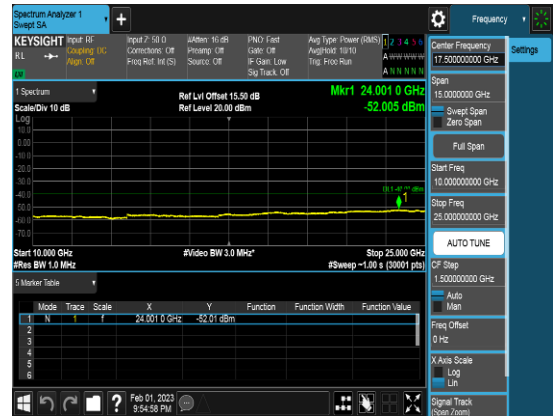 Spectrum Analyzer 1
Swept SA
Frequency
KEYSIGHT
RL
Input: RF
Coupling: DC
Align: Off
Input Z: 50 Ω
Corrections: Off
Freq Ref: Int (S)
#Atten: 16 dB
Preamp: Off
Source: Off
PNO: Fast
Gate: Off
IF Gain: Low
Sig Track: Off
Avg Type: Power (RMS)
Avg|Hold: 10/10
Trig: Free Run
1 2 3 4 5 6
A W W W W W
A N N N N N
1 Spectrum
Scale/Div 10 dB
Ref Lvl Offset 15.50 dB
Ref Level 20.00 dBm
Mkr1 24.001 0 GHz
-52.005 dBm
Log
10.0
0.00
-10.0
-20.0
-30.0
-40.0
-50.0
-60.0
-70.0
1
Start 10.000 GHz
#Res BW 1.0 MHz
#Video BW 3.0 MHz*
Stop 25.000 GHz
#Sweep ~1.00 s (30001 pts)
5 Marker Table
Mode Trace Scale X Y Function Function Width Function Value
1 N 1 f 24.001 0 GHz -52.01 dBm
2
3
4
5
6
Feb 01, 2023
9:54:58 PM
Center Frequency
17.500000000 GHz
Settings
Span
15.0000000 GHz
Swept Span
Zero Span
Full Span
Start Freq
10.000000000 GHz
Stop Freq
25.000000000 GHz
AUTO TUNE
CF Step
1.500000000 GHz
Auto
Man
Freq Offset
0 Hz
X Axis Scale
Log
Lin
Signal Track
(Span Zoom)